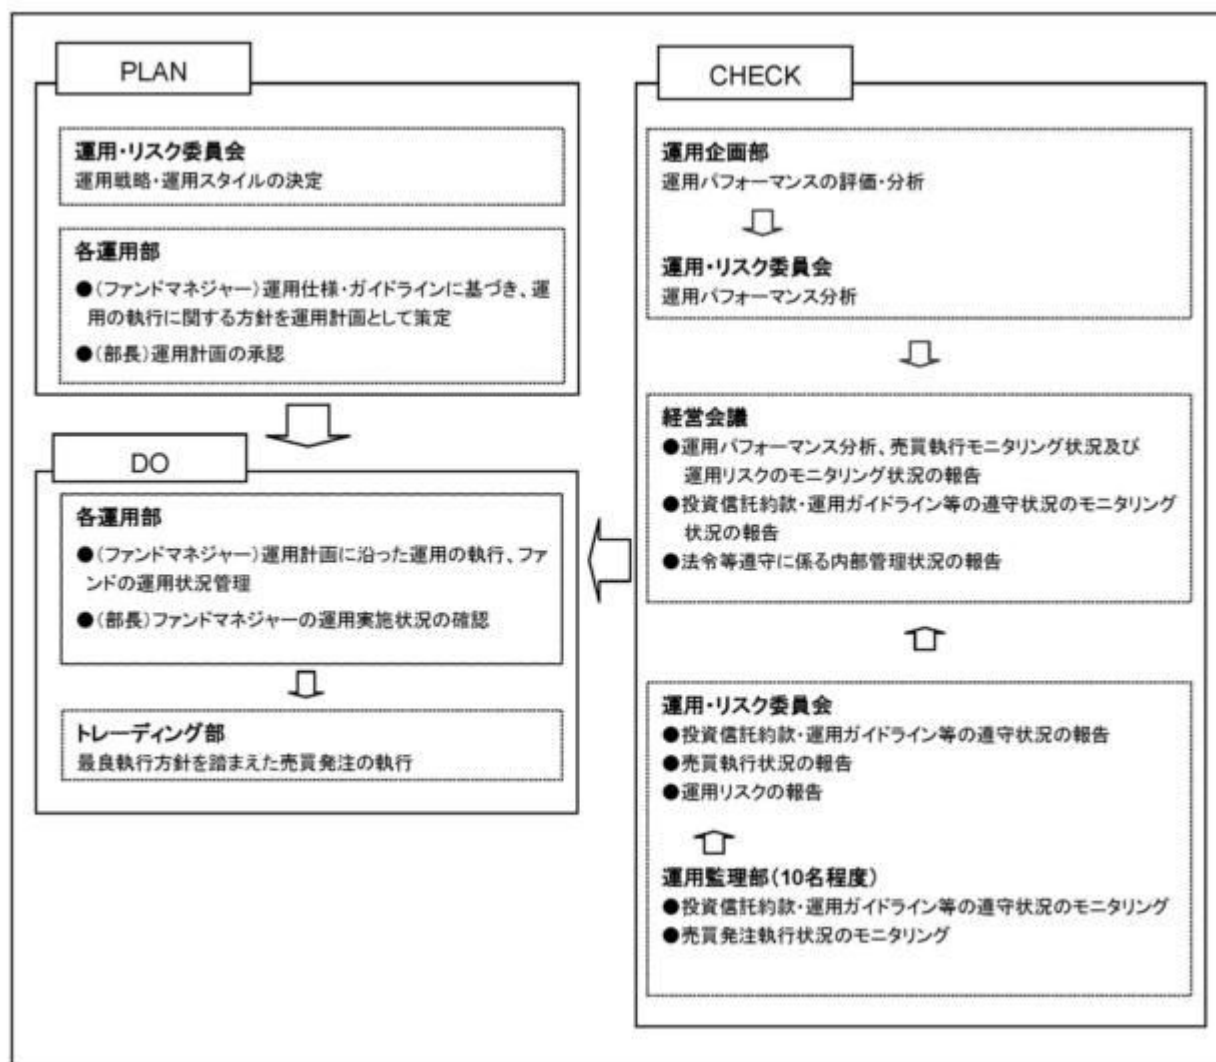 PLAN
運用・リスク委員会
運用戦略・運用スタイルの決定
各運用部
●(ファンドマネジャー)運用仕様・ガイドラインに基づき、運
用の執行に関する方針を運用計画として策定
●(部長)運用計画の承認
DO
各運用部
●(ファンドマネジャー)運用計画に沿った運用の執行、ファ
ンドの運用状況管理
●(部長)ファンドマネジャーの運用実施状況の確認
トレーディング部
最良執行方針を踏まえた売買発注の執行
CHECK
運用企画部
運用パフォーマンスの評価・分析
運用・リスク委員会
運用パフォーマンス分析
経営会議
●運用パフォーマンス分析、売買執行モニタリング状況及び
運用リスクのモニタリング状況の報告
●投資信託約款・運用ガイドライン等の遵守状況のモニタリング
状況の報告
●法令等遵守に係る内部管理状況の報告
運用・リスク委員会
●投資信託約款・運用ガイドライン等の遵守状況の報告
●売買執行状況の報告
●運用リスクの報告
運用監理部(10名程度)
●投資信託約款・運用ガイドライン等の遵守状況のモニタリング
●売買発注執行状況のモニタリング